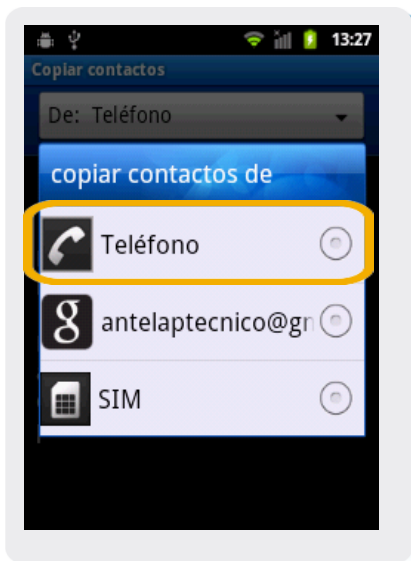 13:27
Copiar contactos
De: Teléfono
copiar contactos de
Teléfono
antelaptecnico@gn
SIM